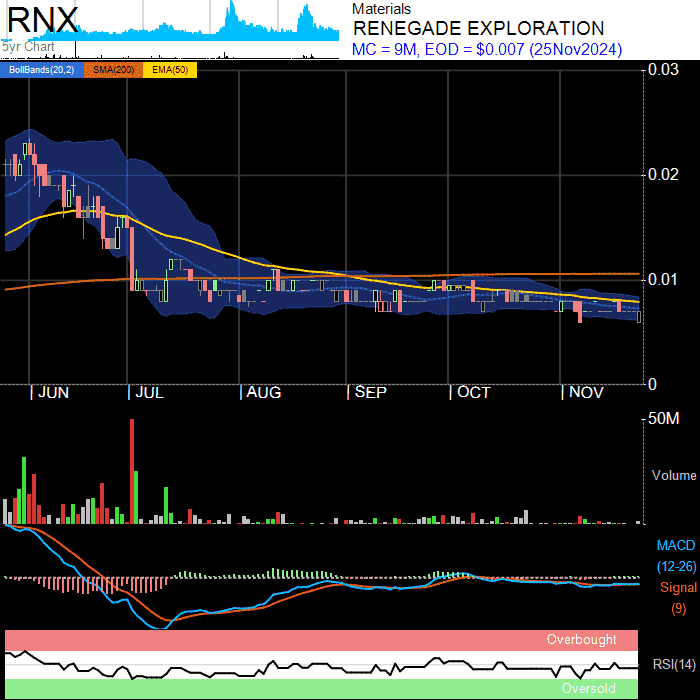 RNX
5yr Chart
Materials
RENEGADE EXPLORATION
MC = 9M, EOD = $0.007 (25Nov2024)
BollBands(20,2) SMA(200) EMA(50)
0.03
0.02
0.01
0
JUN JUL AUG SEP OCT NOV
50M
Volume
MACD
(12-26)
Signal
(9)
Overbought
RSI(14)
Oversold